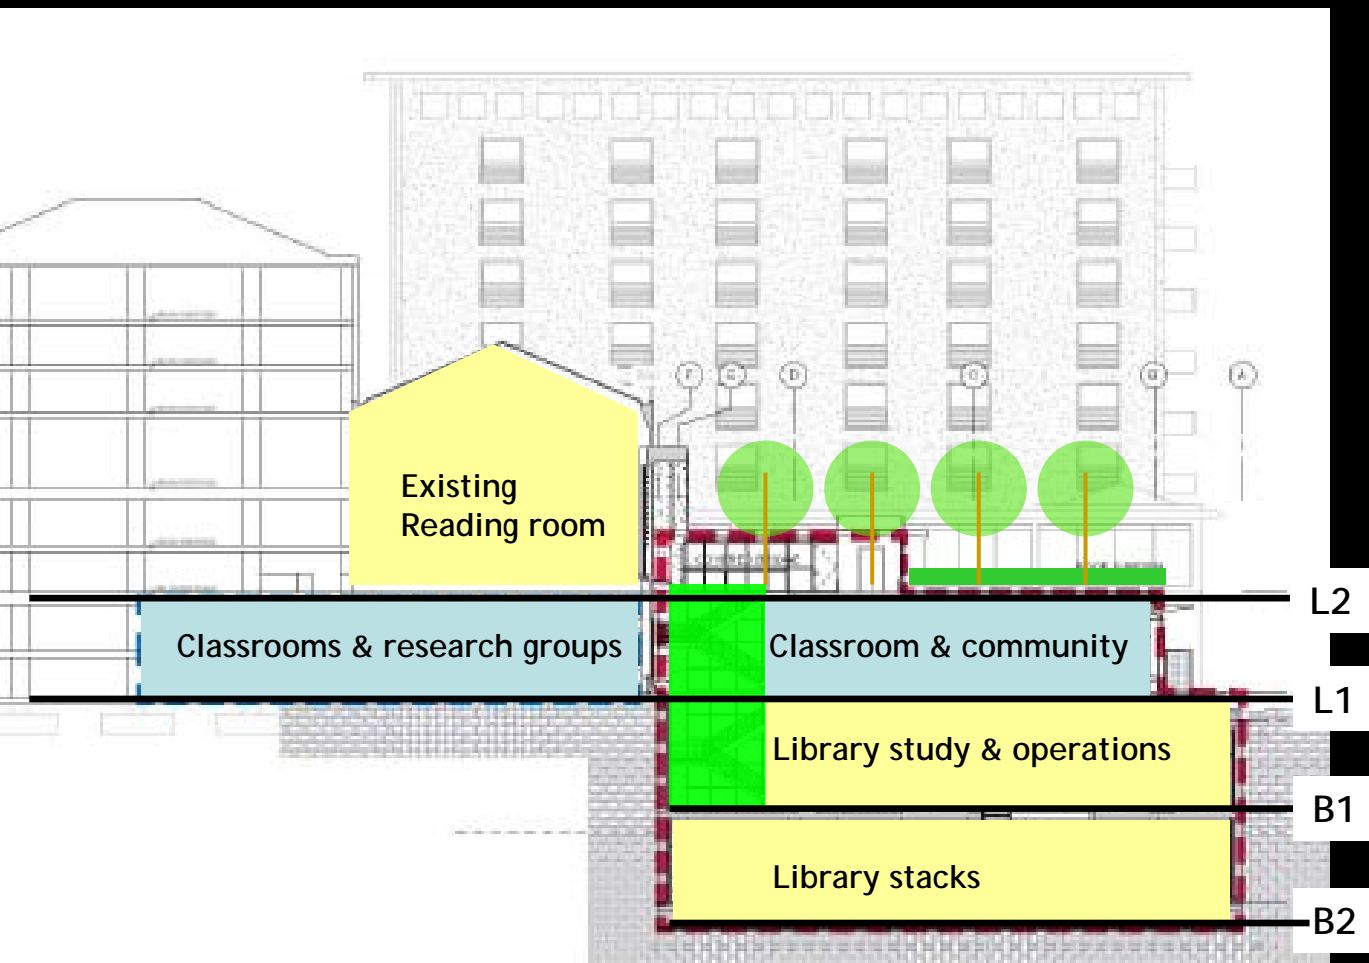 F
D
A
Existing
Reading room
L2
Classrooms & research groups
Classroom & community
L1
Library study & operations
B1
Library stacks
B2